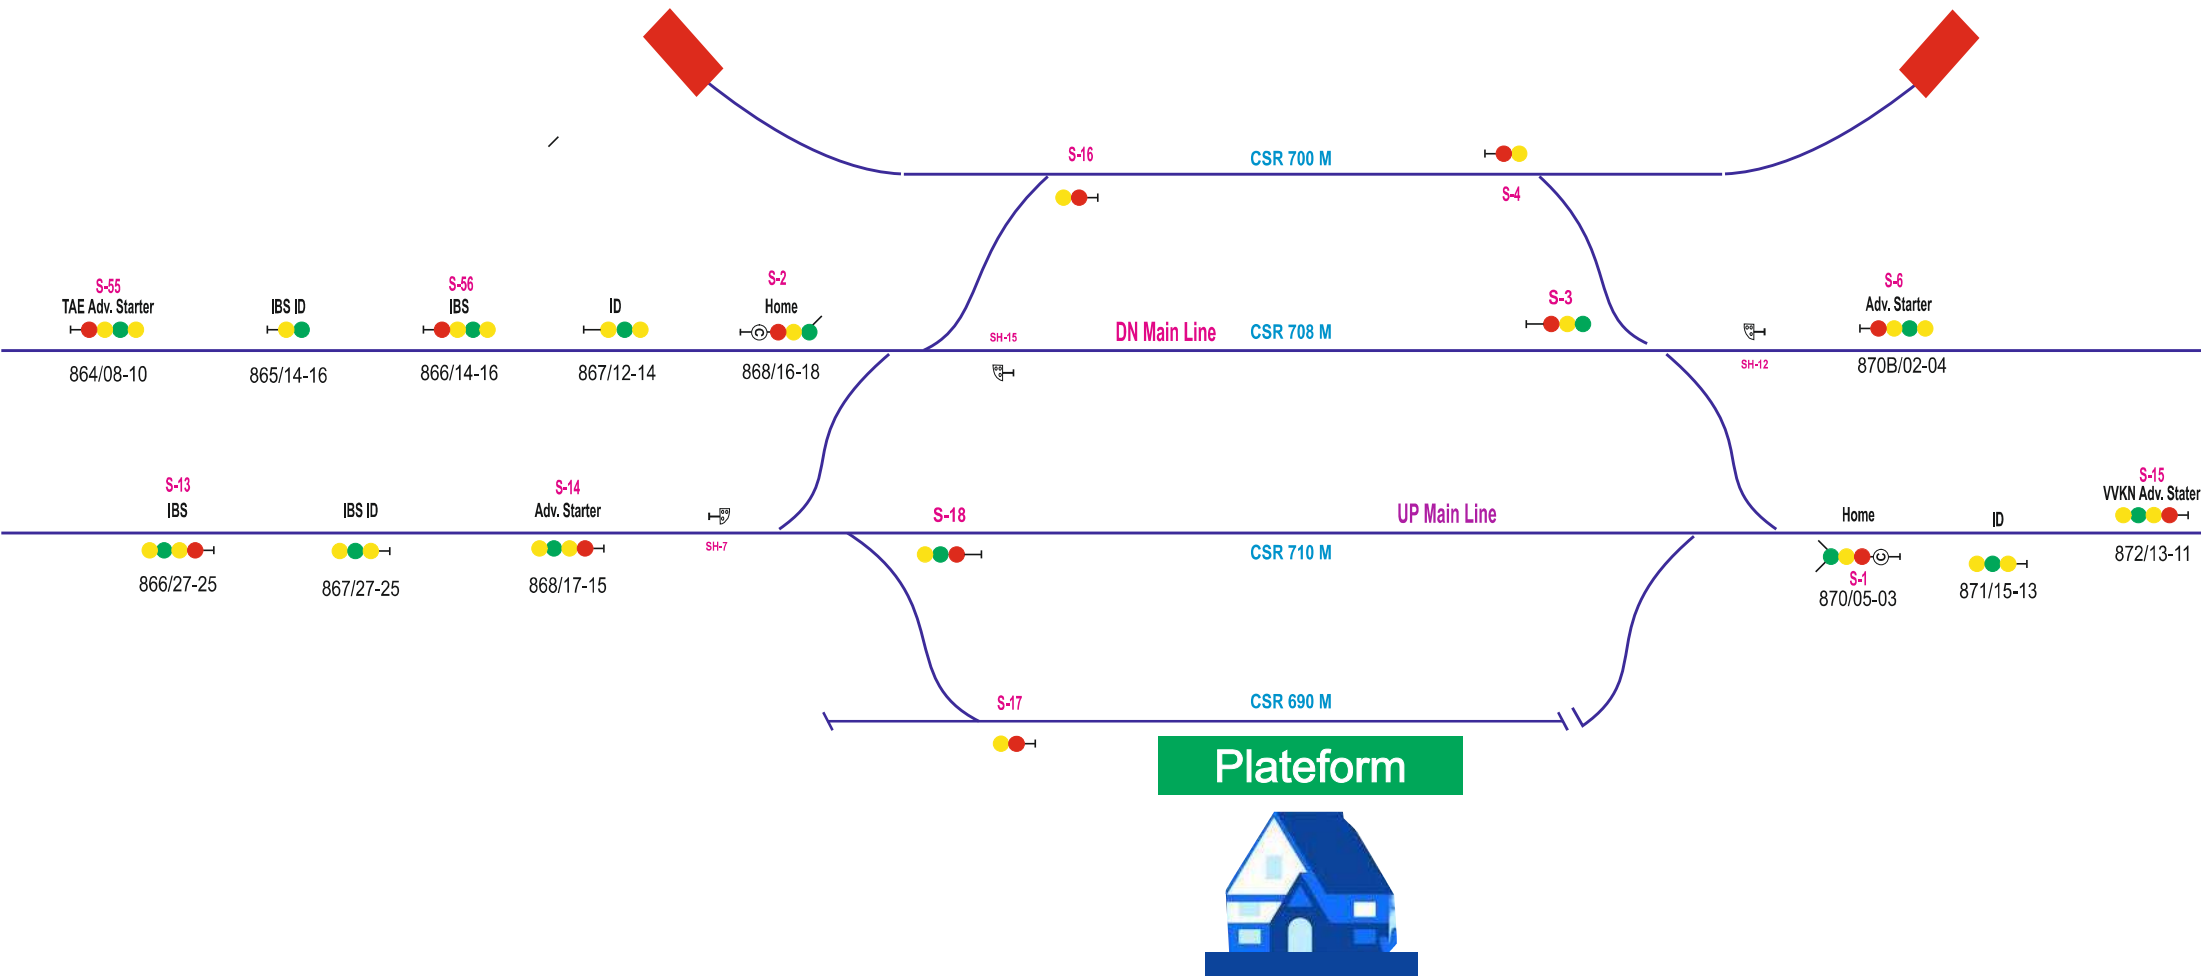 S-16
CSR 700 M
S-4
S-55
TAE Adv. Starter
864/08-10
IBS ID
865/14-16
S-56
IBS
866/14-16
ID
867/12-14
S-2
Home
C
868/16-18
SH-15
DN Main Line
CSR 708 M
S-3
SH-12
S-6
Adv. Starter
870B/02-04
S-13
IBS
866/27-25
IBS ID
867/27-25
S-14
Adv. Starter
868/17-15
SH-7
S-18
UP Main Line
CSR 710 M
Home
C
S-1
870/05-03
ID
871/15-13
S-15
VVKN Adv. Stater
872/13-11
S-17
CSR 690 M
Plateform